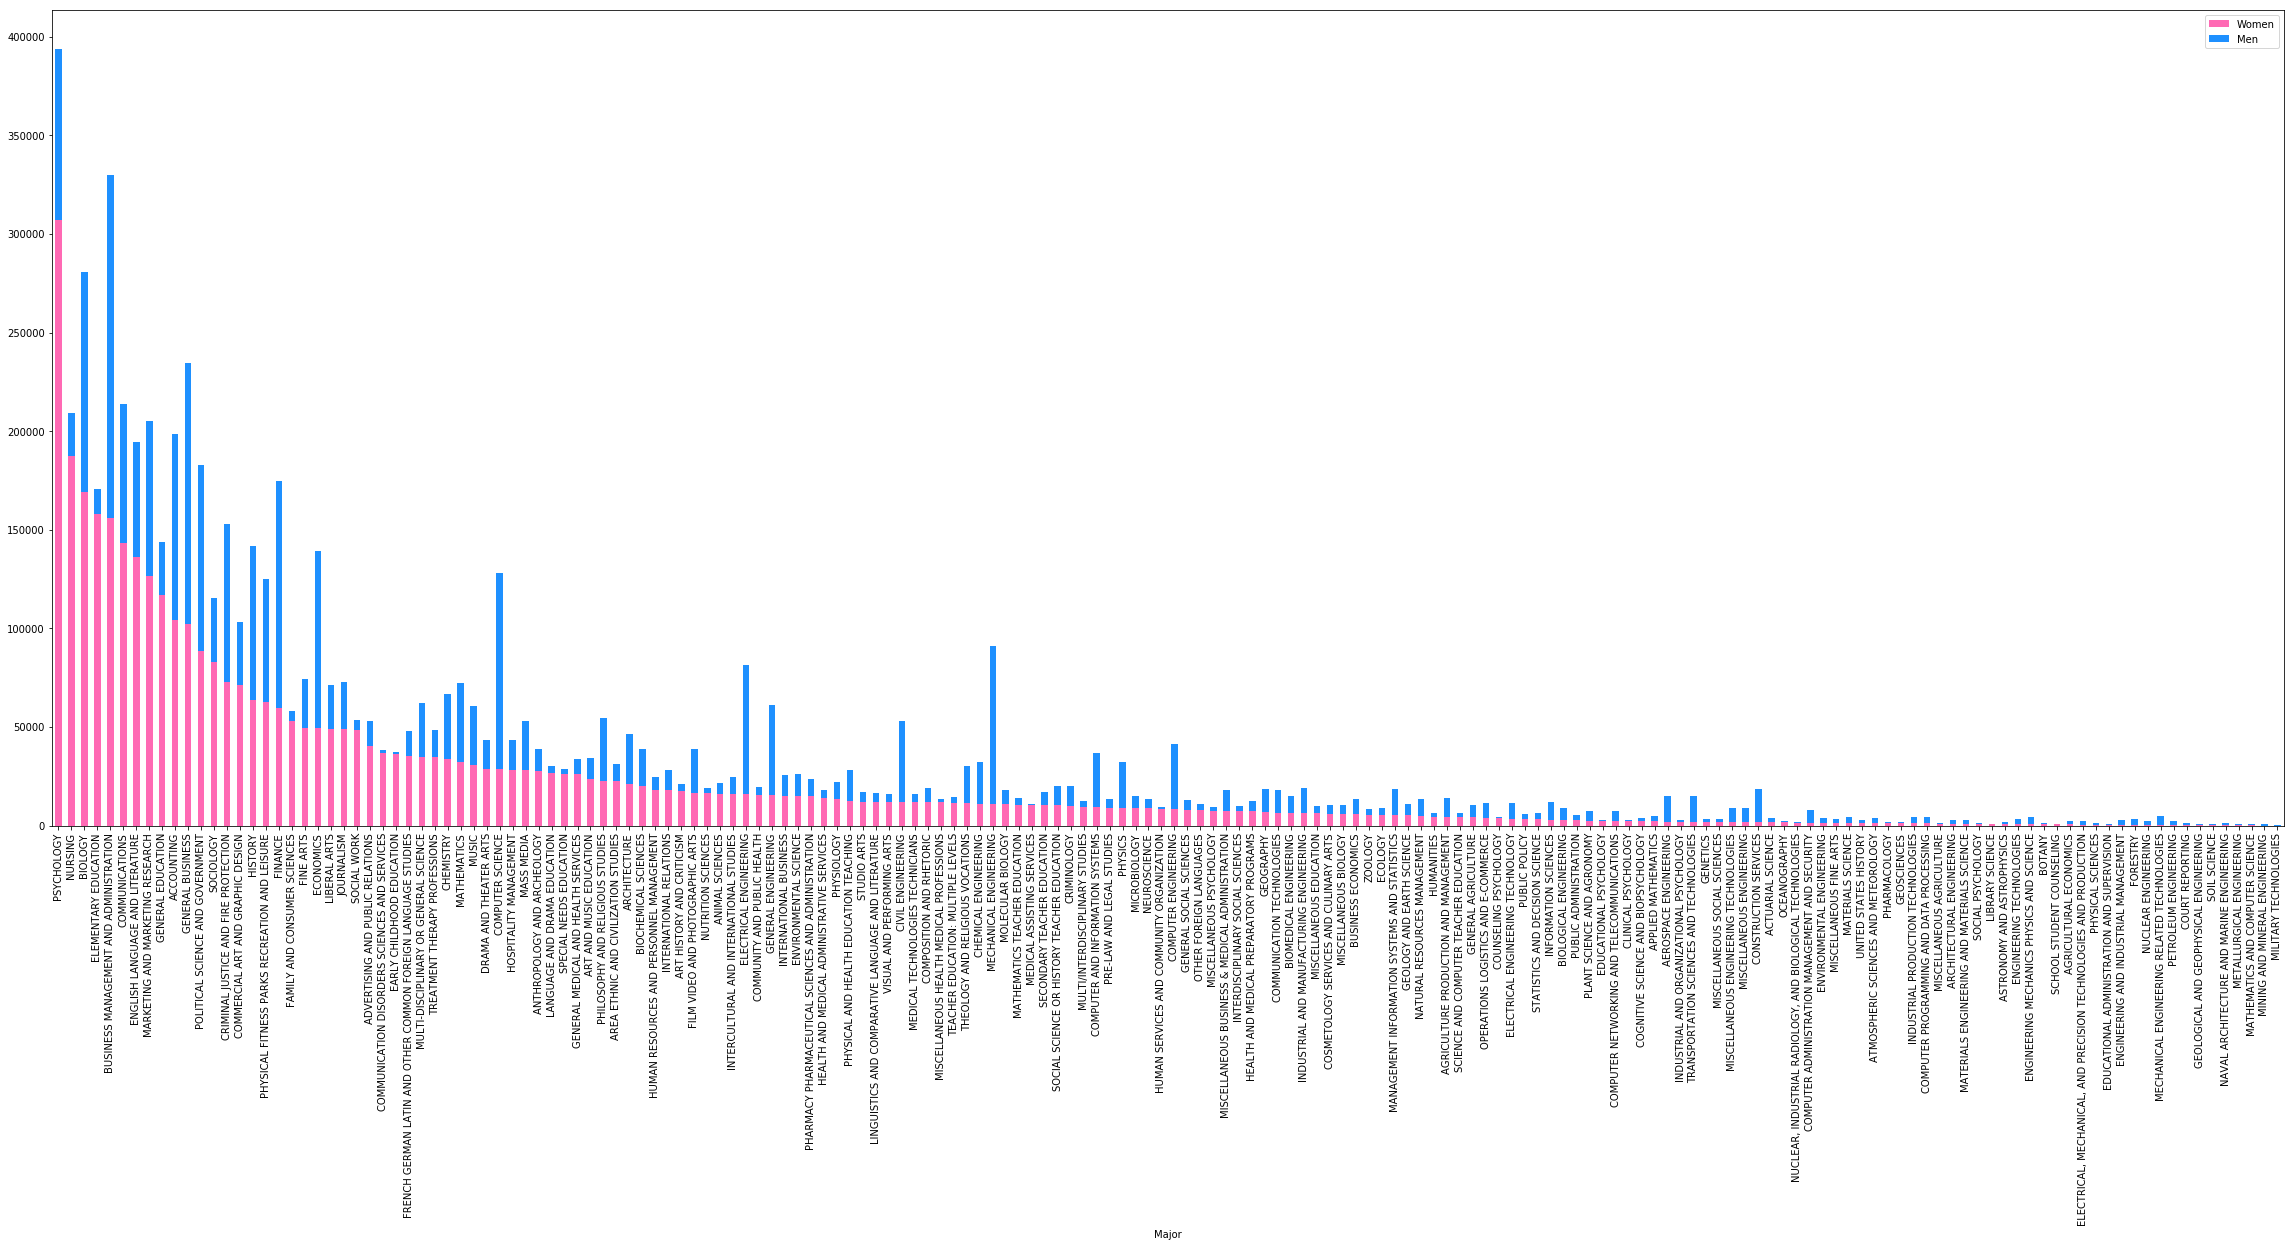 400000
350000
300000
250000
200000
150000
100000
50000
0
Women
Men
PSYCHOLOGY
NURSING
BIOLOGY
ELEMENTARY EDUCATION
BUSINESS MANAGEMENT AND ADMINISTRATION
COMMUNICATIONS
ENGLISH LANGUAGE AND LITERATURE
MARKETING AND MARKETING RESEARCH
GENERAL EDUCATION
ACCOUNTING
GENERAL BUSINESS
POLITICAL SCIENCE AND GOVERNMENT
SOCIOLOGY
CRIMINAL JUSTICE AND FIRE PROTECTION
COMMERCIAL ART AND GRAPHIC DESIGN
HISTORY
PHYSICAL FITNESS PARKS RECREATION AND LEISURE
FINANCE
FAMILY AND CONSUMER SCIENCES
FINE ARTS
ECONOMICS
LIBERAL ARTS
JOURNALISM
SOCIAL WORK
ADVERTISING AND PUBLIC RELATIONS
COMMUNICATION DISORDERS SCIENCES AND SERVICES
EARLY CHILDHOOD EDUCATION
FRENCH GERMAN LATIN AND OTHER COMMON FOREIGN LANGUAGE STUDIES
MULTI-DISCIPLINARY OR GENERAL SCIENCE
TREATMENT THERAPY PROFESSIONS
CHEMISTRY
MATHEMATICS
MUSIC
DRAMA AND THEATER ARTS
COMPUTER SCIENCE
HOSPITALITY MANAGEMENT
MASS MEDIA
ANTHROPOLOGY AND ARCHEOLOGY
LANGUAGE AND DRAMA EDUCATION
SPECIAL NEEDS EDUCATION
GENERAL MEDICAL AND HEALTH SERVICES
ART AND MUSIC EDUCATION
PHILOSOPHY AND RELIGIOUS STUDIES
AREA ETHNIC AND CIVILIZATION STUDIES
ARCHITECTURE
BIOCHEMICAL SCIENCES
HUMAN RESOURCES AND PERSONNEL MANAGEMENT
INTERNATIONAL RELATIONS
ART HISTORY AND CRITICISM
FILM VIDEO AND PHOTOGRAPHIC ARTS
NUTRITION SCIENCES
ANIMAL SCIENCES
INTERCULTURAL AND INTERNATIONAL STUDIES
ELECTRICAL ENGINEERING
COMMUNITY AND PUBLIC HEALTH
GENERAL ENGINEERING
INTERNATIONAL BUSINESS
ENVIRONMENTAL SCIENCE
PHARMACY PHARMACEUTICAL SCIENCES AND ADMINISTRATION
HEALTH AND MEDICAL ADMINISTRATIVE SERVICES
PHYSIOLOGY
PHYSICAL AND HEALTH EDUCATION TEACHING
STUDIO ARTS
LINGUISTICS AND COMPARATIVE LANGUAGE AND LITERATURE
VISUAL AND PERFORMING ARTS
CIVIL ENGINEERING
MEDICAL TECHNOLOGIES TECHNICIANS
COMPOSITION AND RHETORIC
MISCELLANEOUS HEALTH MEDICAL PROFESSIONS
TEACHER EDUCATION: MULTIPLE LEVELS
THEOLOGY AND RELIGIOUS VOCATIONS
CHEMICAL ENGINEERING
MECHANICAL ENGINEERING
MOLECULAR BIOLOGY
MATHEMATICS TEACHER EDUCATION
MEDICAL ASSISTING SERVICES
SECONDARY TEACHER EDUCATION
SOCIAL SCIENCE OR HISTORY TEACHER EDUCATION
CRIMINOLOGY
MULTI/INTERDISCIPLINARY STUDIES
COMPUTER AND INFORMATION SYSTEMS
PRE-LAW AND LEGAL STUDIES
PHYSICS
MICROBIOLOGY
NEUROSCIENCE
HUMAN SERVICES AND COMMUNITY ORGANIZATION
COMPUTER ENGINEERING
GENERAL SOCIAL SCIENCES
OTHER FOREIGN LANGUAGES
MISCELLANEOUS PSYCHOLOGY
MISCELLANEOUS BUSINESS & MEDICAL ADMINISTRATION
INTERDISCIPLINARY SOCIAL SCIENCES
HEALTH AND MEDICAL PREPARATORY PROGRAMS
GEOGRAPHY
COMMUNICATION TECHNOLOGIES
BIOMEDICAL ENGINEERING
INDUSTRIAL AND MANUFACTURING ENGINEERING
MISCELLANEOUS EDUCATION
COSMETOLOGY SERVICES AND CULINARY ARTS
MISCELLANEOUS BIOLOGY
BUSINESS ECONOMICS
ZOOLOGY
ECOLOGY
MANAGEMENT INFORMATION SYSTEMS AND STATISTICS
GEOLOGY AND EARTH SCIENCE
NATURAL RESOURCES MANAGEMENT
HUMANITIES
AGRICULTURE PRODUCTION AND MANAGEMENT
SCIENCE AND COMPUTER TEACHER EDUCATION
GENERAL AGRICULTURE
OPERATIONS LOGISTICS AND E-COMMERCE
COUNSELING PSYCHOLOGY
ELECTRICAL ENGINEERING TECHNOLOGY
PUBLIC POLICY
STATISTICS AND DECISION SCIENCE
INFORMATION SCIENCES
BIOLOGICAL ENGINEERING
PUBLIC ADMINISTRATION
PLANT SCIENCE AND AGRONOMY
EDUCATIONAL PSYCHOLOGY
COMPUTER NETWORKING AND TELECOMMUNICATIONS
CLINICAL PSYCHOLOGY
COGNITIVE SCIENCE AND BIOPSYCHOLOGY
APPLIED MATHEMATICS
AEROSPACE ENGINEERING
INDUSTRIAL AND ORGANIZATIONAL PSYCHOLOGY
TRANSPORTATION SCIENCES AND TECHNOLOGIES
GENETICS
MISCELLANEOUS SOCIAL SCIENCES
MISCELLANEOUS ENGINEERING TECHNOLOGIES
MISCELLANEOUS ENGINEERING
CONSTRUCTION SERVICES
ACTUARIAL SCIENCE
OCEANOGRAPHY
NUCLEAR, INDUSTRIAL RADIOLOGY, AND BIOLOGICAL TECHNOLOGIES
COMPUTER ADMINISTRATION MANAGEMENT AND SECURITY
ENVIRONMENTAL ENGINEERING
MISCELLANEOUS FINE ARTS
MATERIALS SCIENCE
UNITED STATES HISTORY
ATMOSPHERIC SCIENCES AND METEOROLOGY
PHARMACOLOGY
GEOSCIENCES
INDUSTRIAL PRODUCTION TECHNOLOGIES
COMPUTER PROGRAMMING AND DATA PROCESSING
MISCELLANEOUS AGRICULTURE
ARCHITECTURAL ENGINEERING
MATERIALS ENGINEERING AND MATERIALS SCIENCE
SOCIAL PSYCHOLOGY
LIBRARY SCIENCE
ASTRONOMY AND ASTROPHYSICS
ENGINEERING TECHNOLOGIES
ENGINEERING MECHANICS PHYSICS AND SCIENCE
BOTANY
SCHOOL STUDENT COUNSELING
AGRICULTURAL ECONOMICS
ELECTRICAL, MECHANICAL, AND PRECISION TECHNOLOGIES AND PRODUCTION
PHYSICAL SCIENCES
EDUCATIONAL ADMINISTRATION AND SUPERVISION
ENGINEERING AND INDUSTRIAL MANAGEMENT
FORESTRY
NUCLEAR ENGINEERING
MECHANICAL ENGINEERING RELATED TECHNOLOGIES
PETROLEUM ENGINEERING
COURT REPORTING
GEOLOGICAL AND GEOPHYSICAL ENGINEERING
SOIL SCIENCE
NAVAL ARCHITECTURE AND MARINE ENGINEERING
METALLURGICAL ENGINEERING
MATHEMATICS AND COMPUTER SCIENCE
MINING AND MINERAL ENGINEERING
MILITARY TECHNOLOGIES
Major